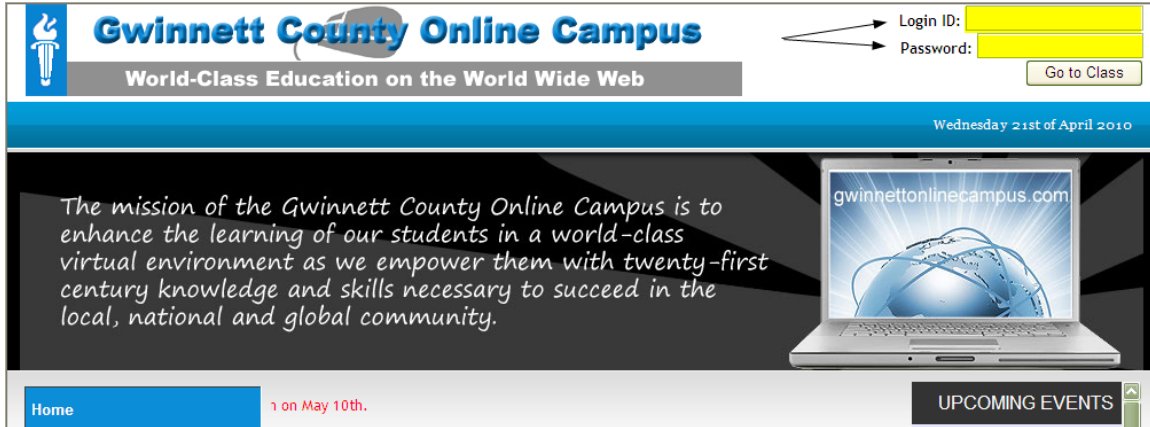 Gwinnett County Online Campus
World-Class Education on the World Wide Web
Login ID:
Password:
Go to Class
Wednesday 21st of April 2010
The mission of the Gwinnett County Online Campus is to
enhance the learning of our students in a world-class
virtual environment as we empower them with twenty-first
century knowledge and skills necessary to succeed in the
local, national and global community.
gwinnettonlinecampus.com
Home
on May 10th.
UPCOMING EVENTS